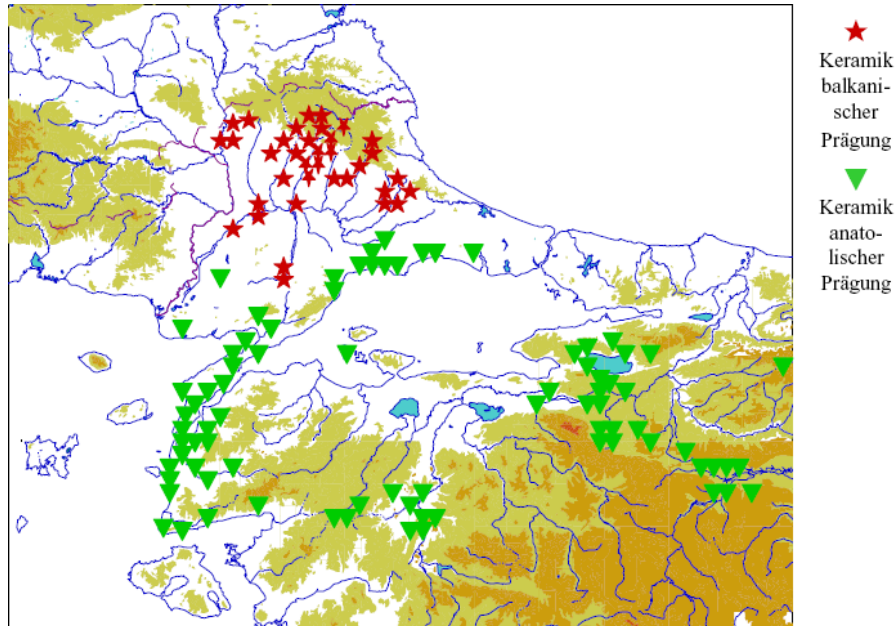 Keramik
balkani-
scher
Prägung
Keramik
anato-
lischer
Prägung